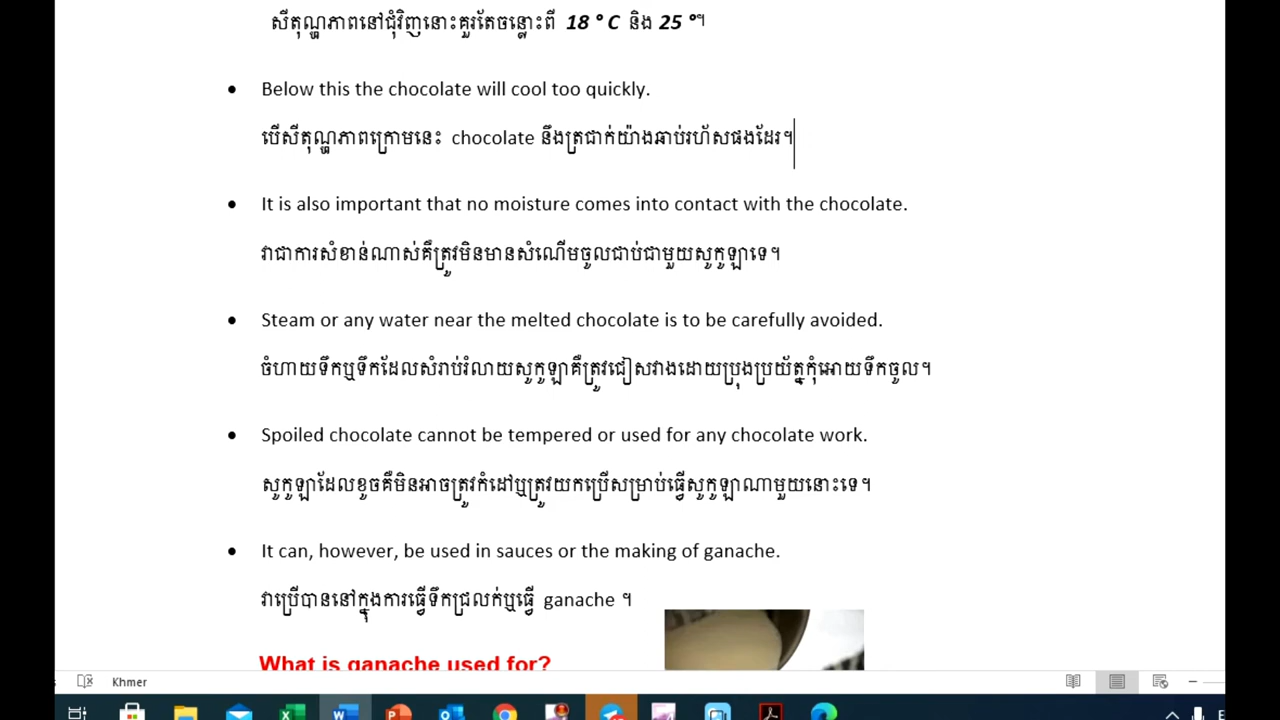 សីតុណ្ហភាពនៅជុំវិញនោះគួរតែចន្លោះពី 18 ° C និង 25 °។
• Below this the chocolate will cool too quickly.
បើសីតុណ្ហភាពក្រោមនេះ chocolate នឹងត្រជាក់យ៉ាងឆាប់រហ័សផងដែរ។
• It is also important that no moisture comes into contact with the chocolate.
វាជាការសំខាន់ណាស់គឺត្រូវមិនមានសំណើមចូលជាប់ជាមួយសូកូឡាទេ។
• Steam or any water near the melted chocolate is to be carefully avoided.
ចំហាយទឹកឬទឹកដែលសំរាប់រំលាយសូកូឡាគឺត្រូវជៀសវាងដោយប្រុងប្រយ័ត្នកុំអោយទឹកចូល។
• Spoiled chocolate cannot be tempered or used for any chocolate work.
សូកូឡាដែលខូចគឺមិនអាចត្រូវកំដៅឬត្រូវយកប្រើសម្រាប់ធ្វើសូកូឡាណាមួយនោះទេ។
• It can, however, be used in sauces or the making of ganache.
វាប្រើបាននៅក្នុងការធ្វើទឹកជ្រលក់ឬធ្វើ ganache ។
What is ganache used for?
Khmer